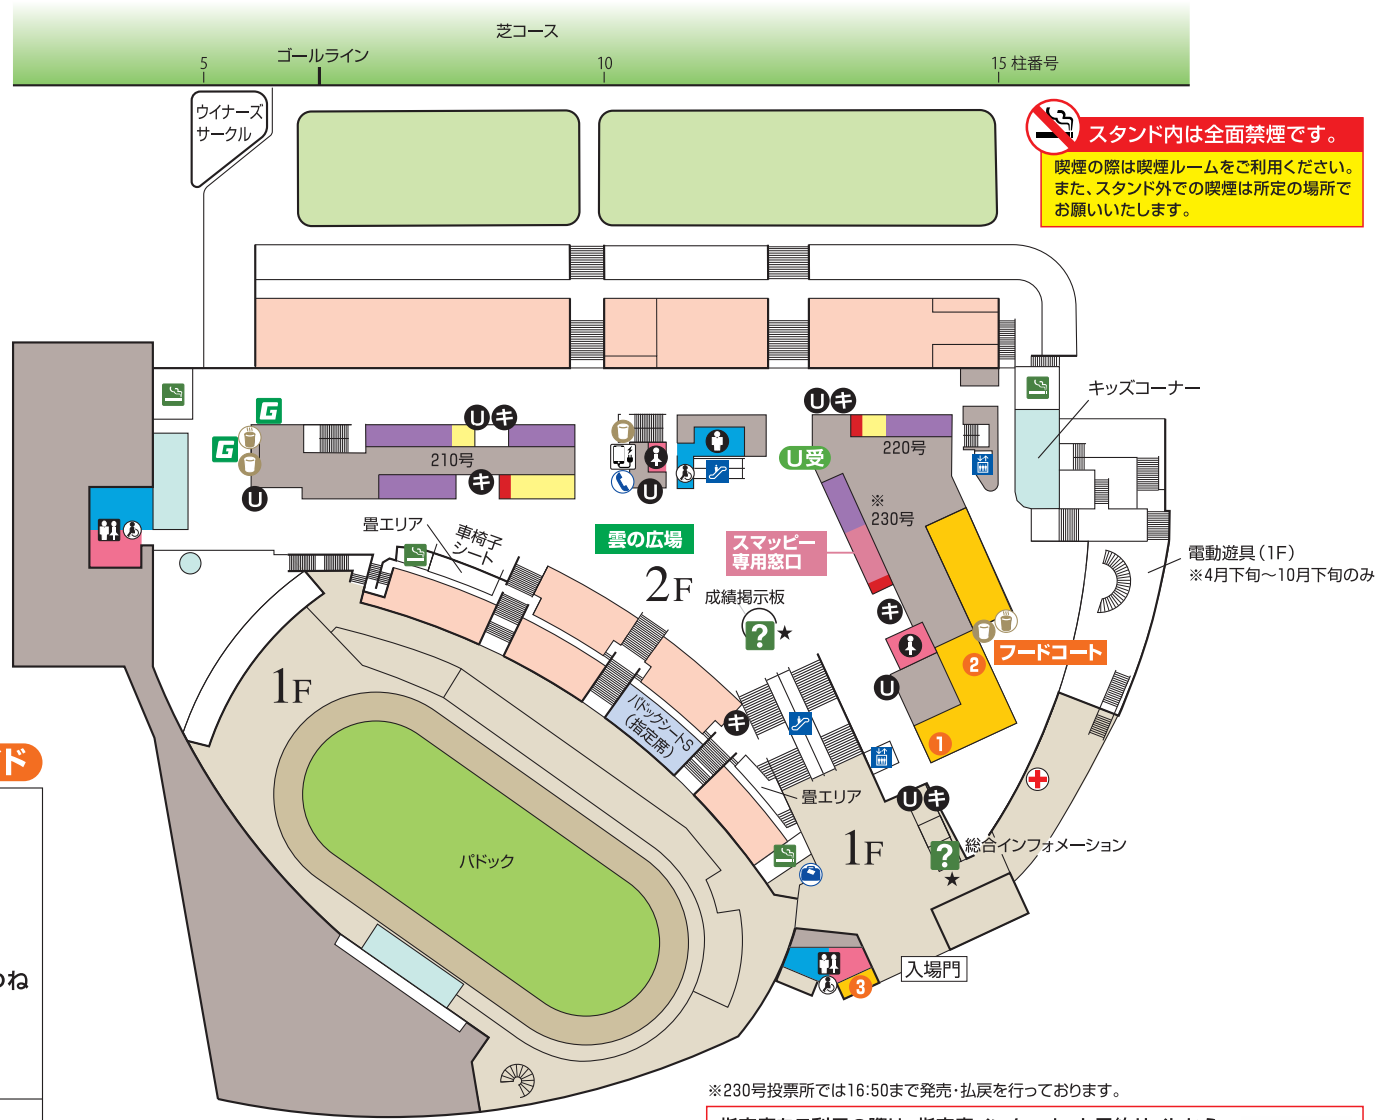 芝コース
ゴールライン
5
10
15 柱番号
ウイナーズ
サークル
スタンド内は全面禁煙です。
喫煙の際は喫煙ルームをご利用ください。
また、スタンド外での喫煙は所定の場所で
お願いいたします。
キッズコーナー
G
G
U キ
210号
キ
U
U
U キ
220号
U受
※
230号
畳エリア
車椅子
シート
雲の広場
スマッピー
専用窓口
電動遊具(1F)
※4月下旬〜10月下旬のみ
2F
成績掲示板
?★
キ
フードコート
2
1
U
1F
パドックシートS
(指定席)
キ
畳エリア
U キ
1F
総合インフォメーション
?
★
パドック
入場門
3
ド
つね
※230号投票所では16:50まで発売・払戻を行っております。